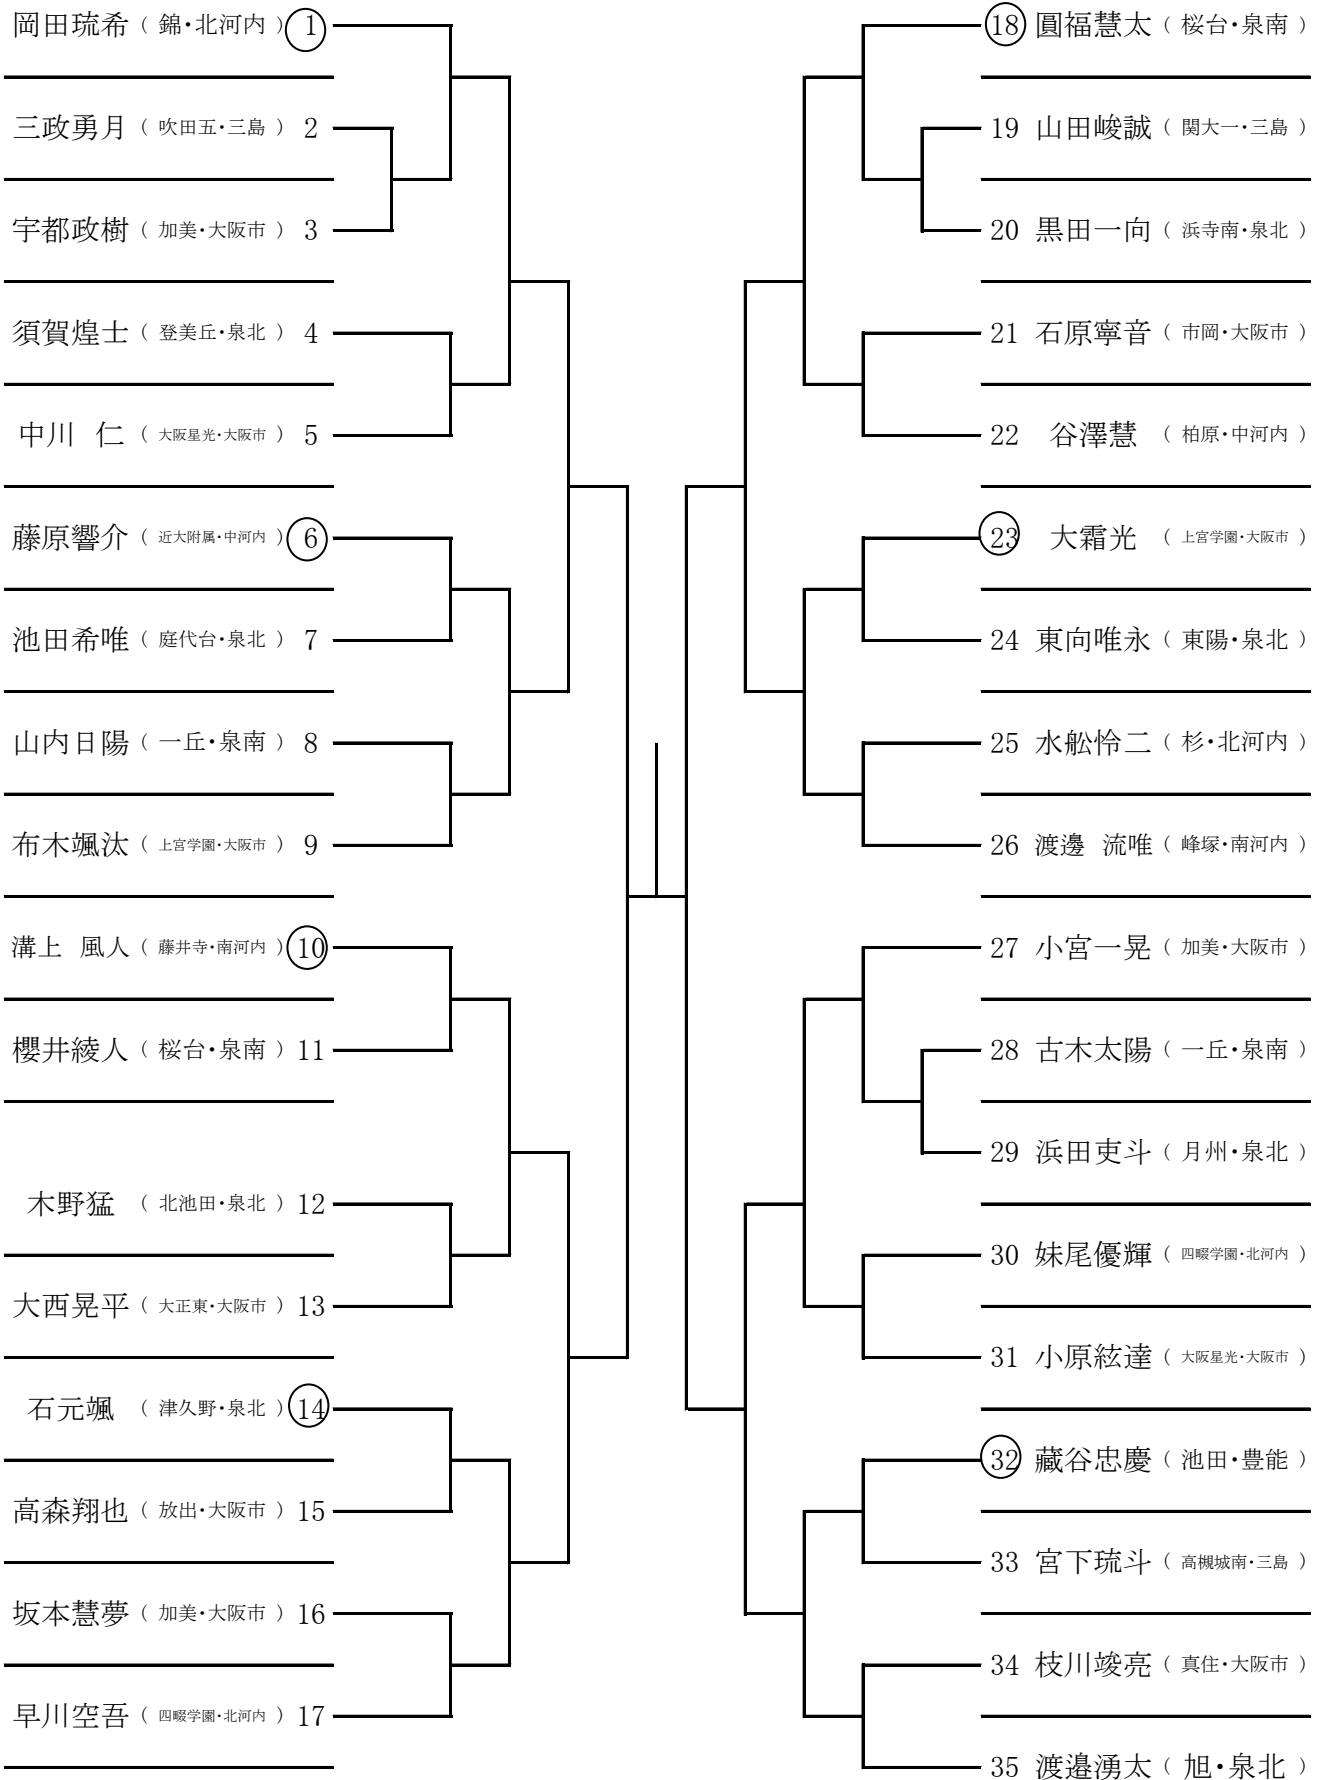 岡田琉希 ( 錦・北河内 ) 1
三政勇月 ( 吹田五・三島 ) 2
宇都政樹 ( 加美・大阪市 ) 3
須賀煌士 ( 登美丘・泉北 ) 4
中川 仁 ( 大阪星光・大阪市 ) 5
藤原響介 ( 近大附属・中河内 ) 6
池田希唯 ( 庭代台・泉北 ) 7
山内日陽 ( 一丘・泉南 ) 8
布木颯汰 ( 上宮学園・大阪市 ) 9
溝上 風人 ( 藤井寺・南河内 ) 10
櫻井綾人 ( 桜台・泉南 ) 11
木野猛 ( 北池田・泉北 ) 12
大西晃平 ( 大正東・大阪市 ) 13
石元颯 ( 津久野・泉北 ) 14
高森翔也 ( 放出・大阪市 ) 15
坂本慧夢 ( 加美・大阪市 ) 16
早川空吾 ( 四畷学園・北河内 ) 17
18 圓福慧太 ( 桜台・泉南 )
19 山田峻誠 ( 関大一・三島 )
20 黒田一向 ( 浜寺南・泉北 )
21 石原寧音 ( 市岡・大阪市 )
22 谷澤慧 ( 柏原・中河内 )
23 大霜光 ( 上宮学園・大阪市 )
24 東向唯永 ( 東陽・泉北 )
25 水舩怜二 ( 杉・北河内 )
26 渡邊 流唯 ( 峰塚・南河内 )
27 小宮一晃 ( 加美・大阪市 )
28 古木太陽 ( 一丘・泉南 )
29 浜田吏斗 ( 月州・泉北 )
30 妹尾優輝 ( 四畷学園・北河内 )
31 小原絃達 ( 大阪星光・大阪市 )
32 藏谷忠慶 ( 池田・豊能 )
33 宮下琉斗 ( 高槻城南・三島 )
34 枝川竣亮 ( 真住・大阪市 )
35 渡邉湧太 ( 旭・泉北 )